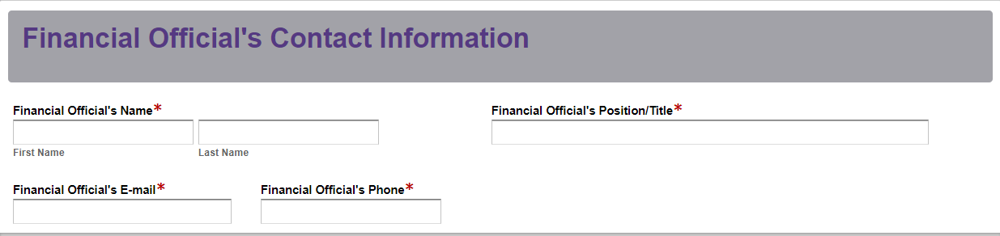 Financial Official's Contact Information
Financial Official's Name* Financial Official's Position/Title*
First Name Last Name
Financial Official's E-mail* Financial Official's Phone*